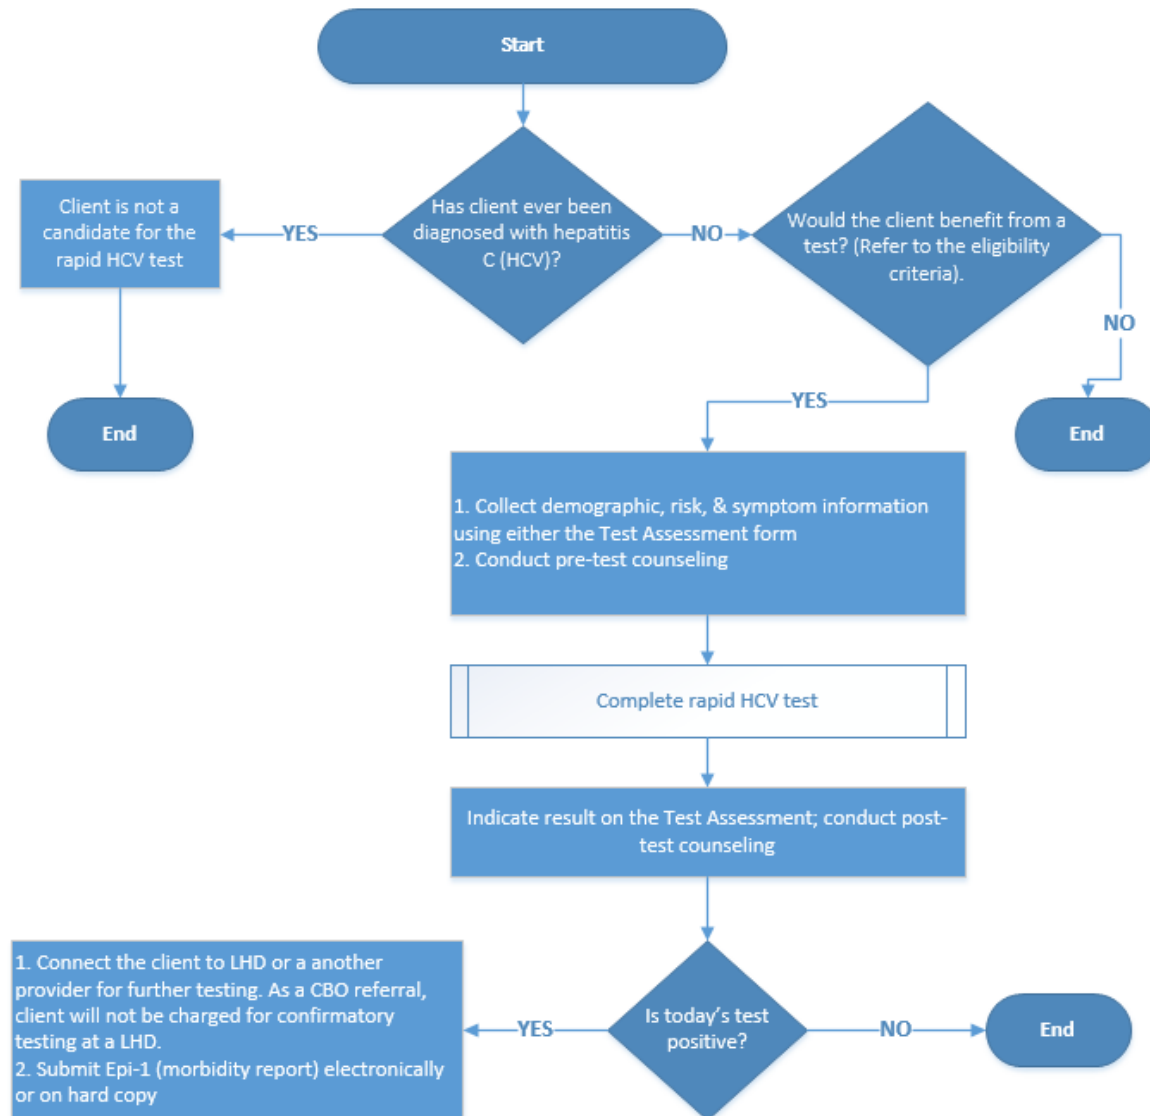 Start
Has client ever been
diagnosed with hepatitis
C (HCV)?
YES
Client is not a
candidate for the
rapid HCV test
End
NO
Would the client benefit from a
test? (Refer to the eligibility
criteria).
NO
End
YES
1. Collect demographic, risk, & symptom information
using either the Test Assessment form
2. Conduct pre-test counseling
Complete rapid HCV test
Indicate result on the Test Assessment; conduct post-
test counseling
Is today's test
positive?
YES
1. Connect the client to LHD or a another
provider for further testing. As a CBO referral,
client will not be charged for confirmatory
testing at a LHD.
2. Submit Epi-1 (morbidity report) electronically
or on hard copy
NO
End